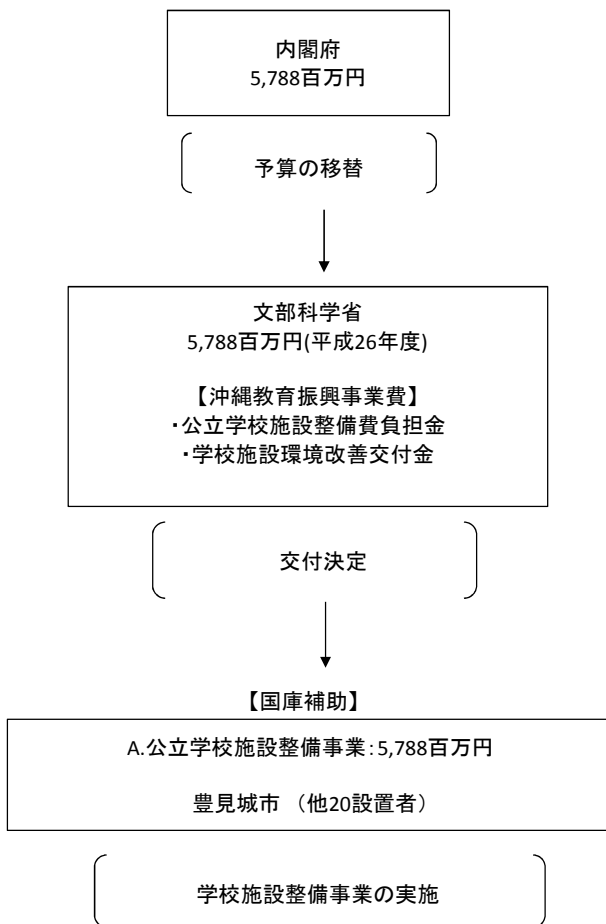 内閣府
5,788百万円
予算の移替
文部科学省
5,788百万円(平成26年度)
【沖縄教育振興事業費】
・公立学校施設整備費負担金
・学校施設環境改善交付金
交付決定
【国庫補助】
A.公立学校施設整備事業：5,788百万円
豊見城市 （他20設置者）
学校施設整備事業の実施